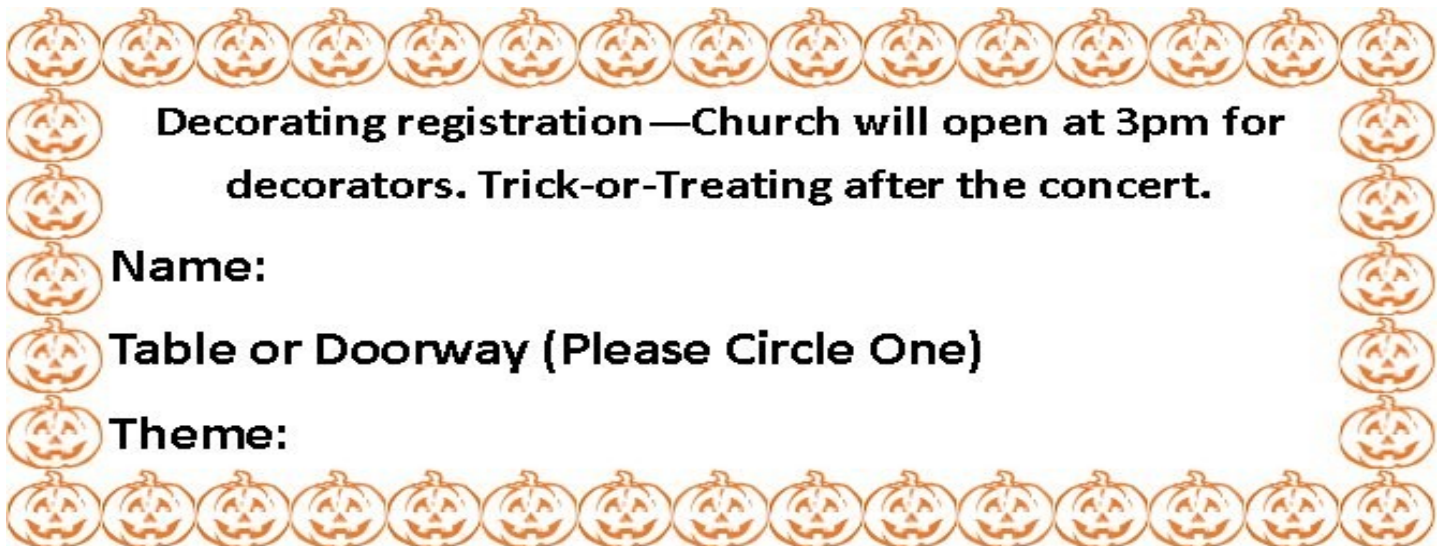 Decorating registration—Church will open at 3pm for
decorators. Trick-or-Treating after the concert.
Name:
Table or Doorway (Please Circle One)
Theme: